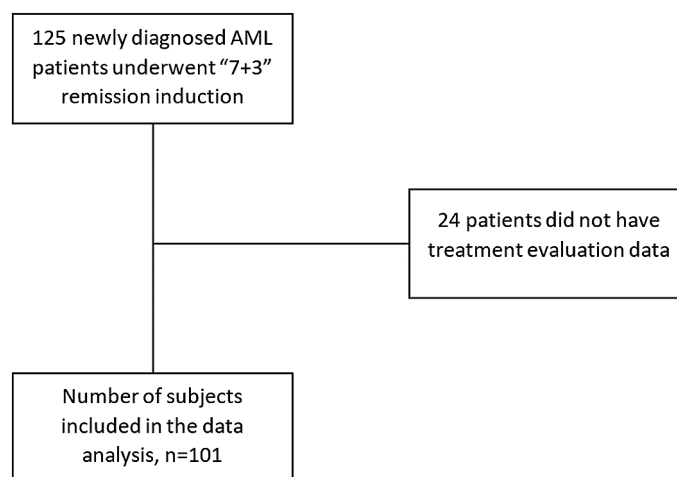 125 newly diagnosed AML
patients underwent “7+3”
remission induction
24 patients did not have
treatment evaluation data
Number of subjects
included in the data
analysis, n=101